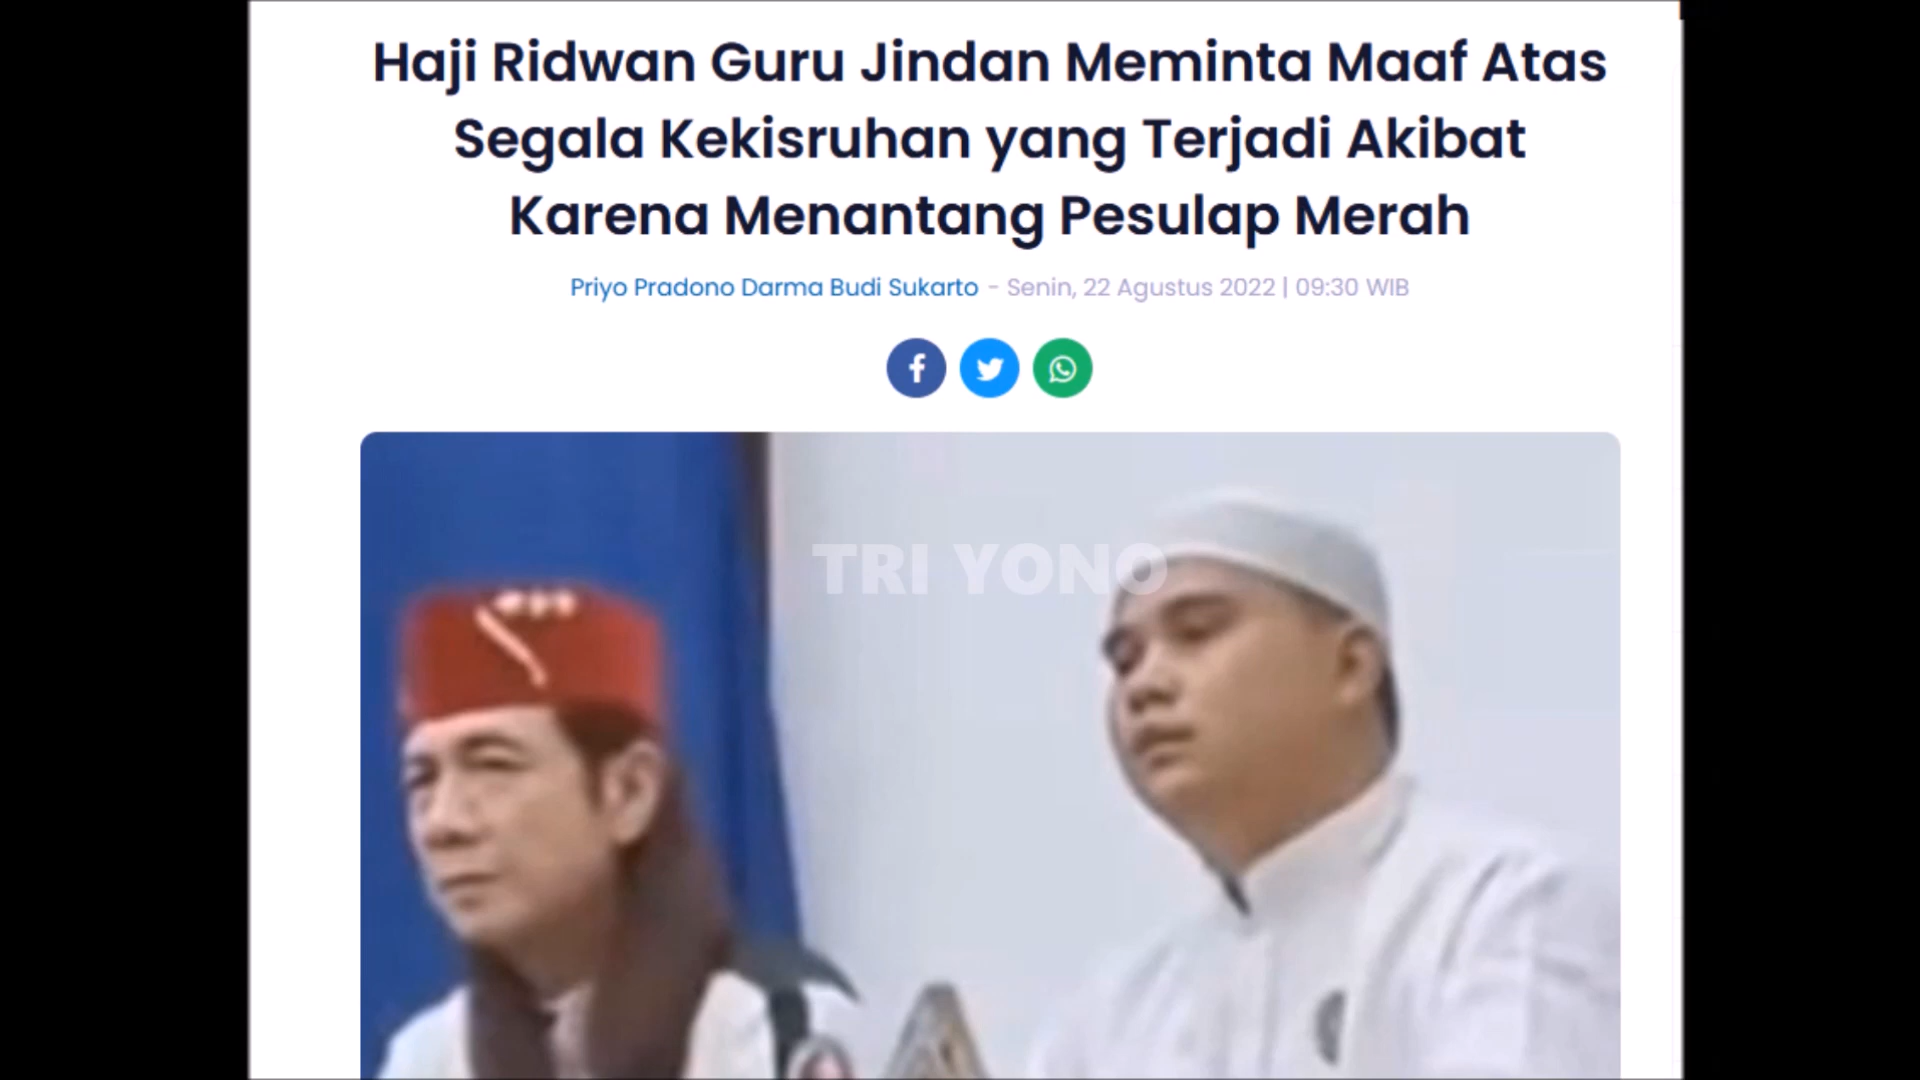 Haji Ridwan Guru Jindan Meminta Maaf Atas
Segala Kekisruhan yang Terjadi Akibat
Karena Menantang Pesulap Merah
Priyo Pradono Darma Budi Sukarto - Senin, 22 Agustus 2022 | 09:30 WIB
TRI YONO